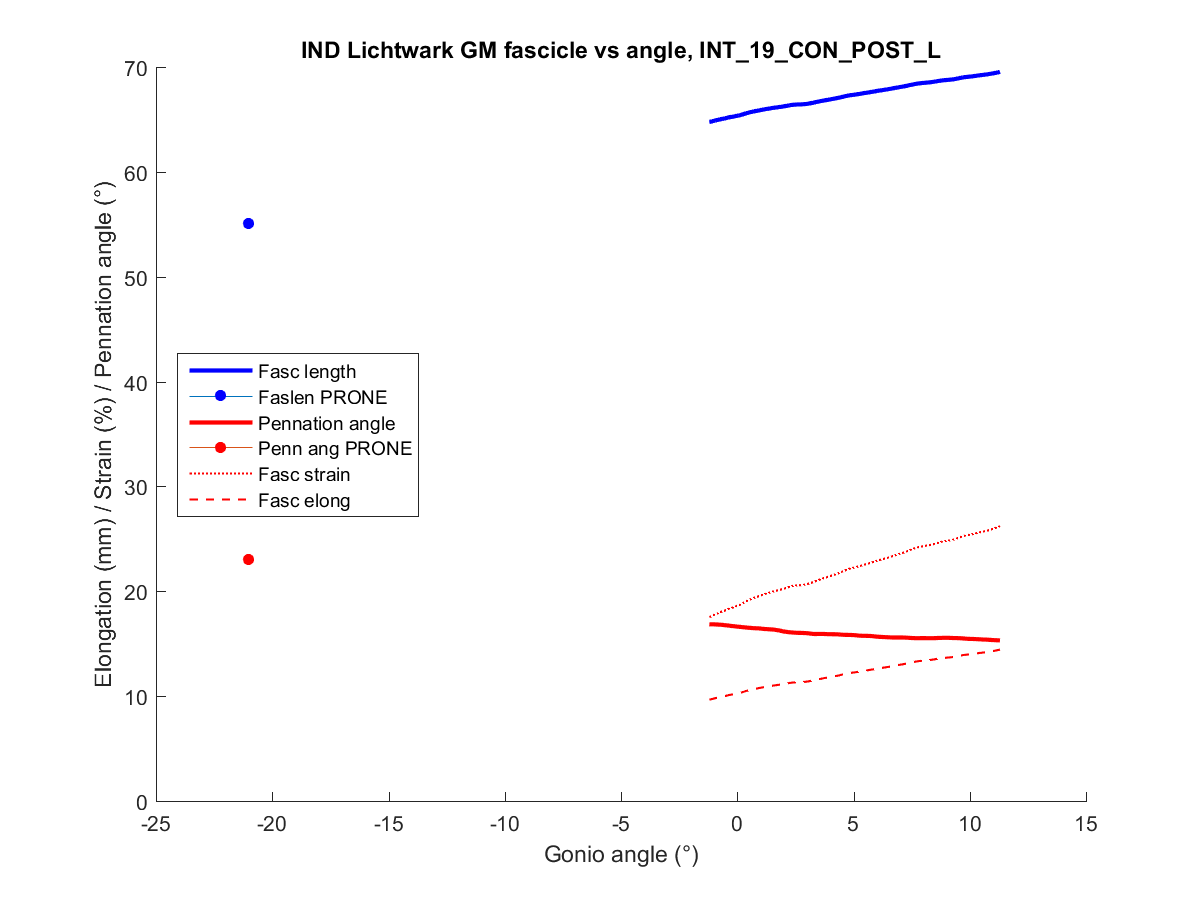 IND Lichtwark GM fascicle vs angle, INT_19_CON_POST_L
Elongation (mm) / Strain (%) / Pennation angle (°)
70
60
50
40
30
20
10
0
Fasc length
Faslen PRONE
Pennation angle
Penn ang PRONE
Fasc strain
Fasc elong
-25 -20 -15 -10 -5 0 5 10 15
Gonio angle (°)